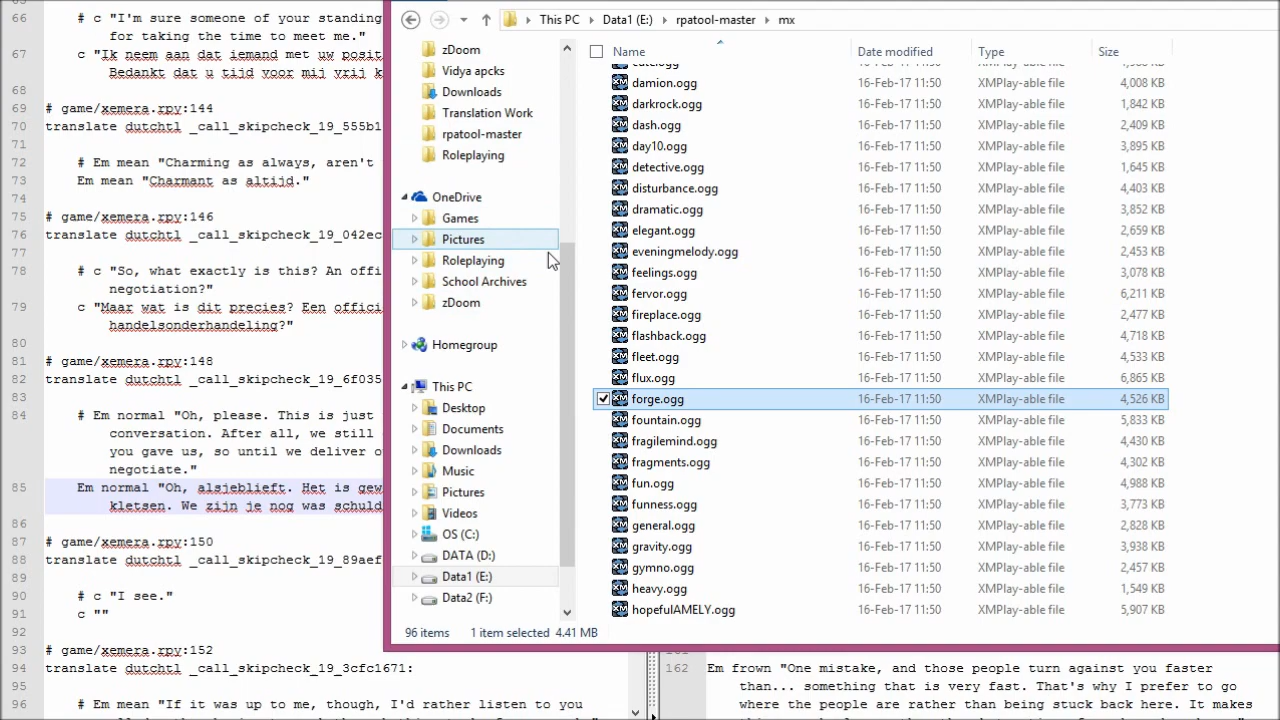 66 # c "I'm sure someone of your standing
for taking the time to meet me."
67 c "Ik neem aan dat iemand met uw posit
Bedankt dat u tijd voor mij vrij k
68
69 # game/xemera.rpy:144
70 translate dutchtl _call_skipcheck_19_555b1
71
72 # Em mean "Charming as always, aren't
73 Em mean "Charmant as altijd."
74
75 # game/xemera.rpy:146
76 translate dutchtl _call_skipcheck_19_042ec
77
78 # c "So, what exactly is this? An offi
negotiation?"
79 c "Maar wat is dit precies? Een offici
handelsonderhandeling?"
80
81 # game/xemera.rpy:148
82 translate dutchtl _call_skipcheck_19_6f035
83
84 # Em normal "Oh, please. This is just
conversation. After all, we still
you gave us, so until we deliver o
negotiate."
85 Em normal "Oh, alsjeblieft. Het is gew
kletsen. We zijn je nog was schuld
86
87 # game/xemera.rpy:150
88 translate dutchtl _call_skipcheck_19_89aef
89
90 # c "I see."
91 c ""
92
93 # game/xemera.rpy:152
94 translate dutchtl _call_skipcheck_19_3cfc1671:
95
96 # Em mean "If it was up to me, though, I'd rather listen to you
This PC Data1 (E:) rpatool-master mx
zDoom
Vidya apcks
Downloads
Translation Work
rpatool-master
Roleplaying
OneDrive
Games
Pictures
Roleplaying
School Archives
zDoom
Homegroup
This PC
Desktop
Documents
Downloads
Music
Pictures
Videos
OS (C:)
DATA (D:)
Data1 (E:)
Data2 (F:)
Name Date modified Type Size
damion.ogg 16-Feb-17 11:50 XMPlay-able file 4,008 KB
darkrock.ogg 16-Feb-17 11:50 XMPlay-able file 1,842 KB
dash.ogg 16-Feb-17 11:50 XMPlay-able file 2,409 KB
day10.ogg 16-Feb-17 11:50 XMPlay-able file 3,895 KB
detective.ogg 16-Feb-17 11:50 XMPlay-able file 1,645 KB
disturbance.ogg 16-Feb-17 11:50 XMPlay-able file 4,403 KB
dramatic.ogg 16-Feb-17 11:50 XMPlay-able file 3,852 KB
elegant.ogg 16-Feb-17 11:50 XMPlay-able file 2,659 KB
eveningmelody.ogg 16-Feb-17 11:50 XMPlay-able file 2,453 KB
feelings.ogg 16-Feb-17 11:50 XMPlay-able file 3,078 KB
fervor.ogg 16-Feb-17 11:50 XMPlay-able file 6,211 KB
fireplace.ogg 16-Feb-17 11:50 XMPlay-able file 2,477 KB
flashback.ogg 16-Feb-17 11:50 XMPlay-able file 4,718 KB
fleet.ogg 16-Feb-17 11:50 XMPlay-able file 4,533 KB
flux.ogg 16-Feb-17 11:50 XMPlay-able file 6,865 KB
forge.ogg 16-Feb-17 11:50 XMPlay-able file 4,526 KB
fountain.ogg 16-Feb-17 11:50 XMPlay-able file 5,833 KB
fragilemind.ogg 16-Feb-17 11:50 XMPlay-able file 4,430 KB
fragments.ogg 16-Feb-17 11:50 XMPlay-able file 4,302 KB
fun.ogg 16-Feb-17 11:50 XMPlay-able file 4,988 KB
funness.ogg 16-Feb-17 11:50 XMPlay-able file 3,773 KB
general.ogg 16-Feb-17 11:50 XMPlay-able file 2,828 KB
gravity.ogg 16-Feb-17 11:50 XMPlay-able file 3,938 KB
gymno.ogg 16-Feb-17 11:50 XMPlay-able file 2,457 KB
heavy.ogg 16-Feb-17 11:50 XMPlay-able file 1,549 KB
hopefulAMELY.ogg 16-Feb-17 11:50 XMPlay-able file 5,907 KB
96 items 1 item selected 4.41 MB
162 Em frown "One mistake, and those people turn against you faster
than... something that is very fast. That's why I prefer to go
where the people are rather than being stuck back here. It makes